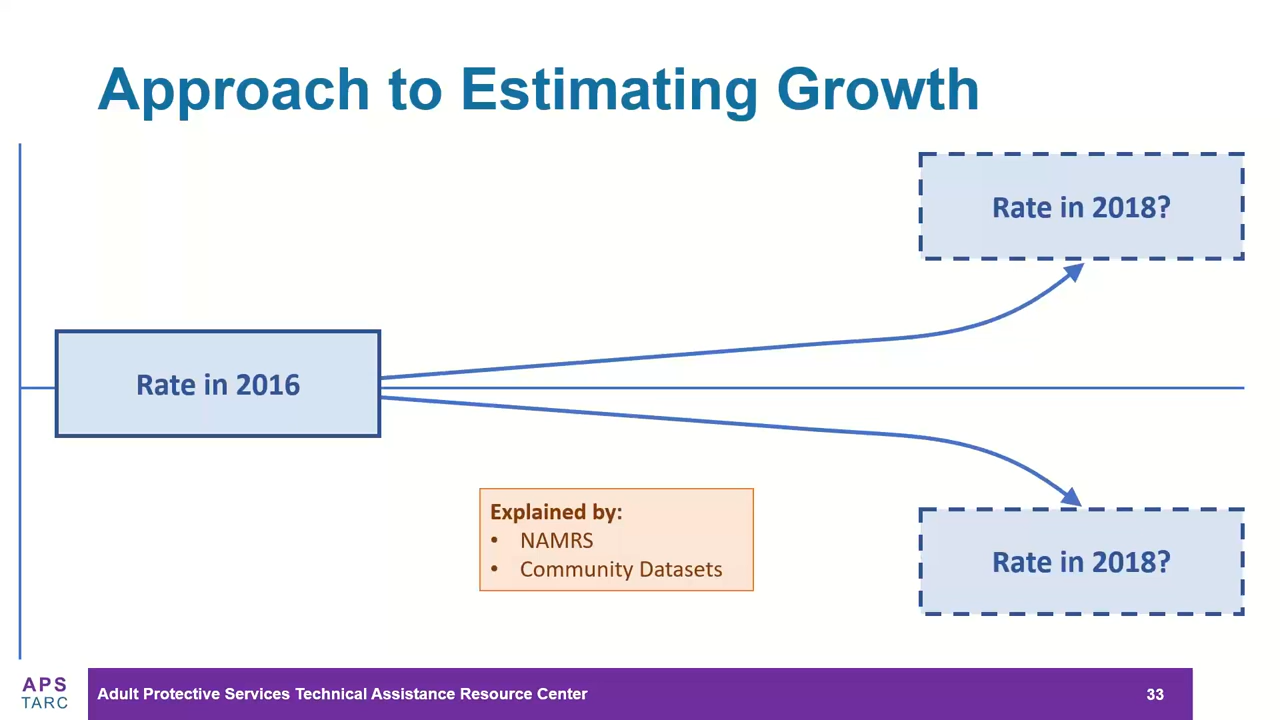 Approach to Estimating Growth
Rate in 2018?
Rate in 2016
Explained by:
• NAMRS
• Community Datasets
Rate in 2018?
APS
TARC
Adult Protective Services Technical Assistance Resource Center
33